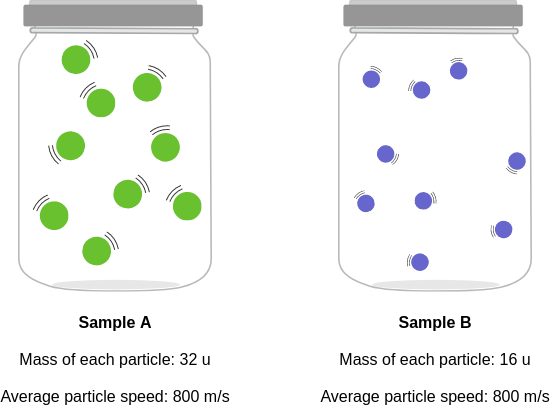 Sample A
Mass of each particle: 32 u
Average particle speed: 800 m/s
Sample B
Mass of each particle: 16 u
Average particle speed: 800 m/s